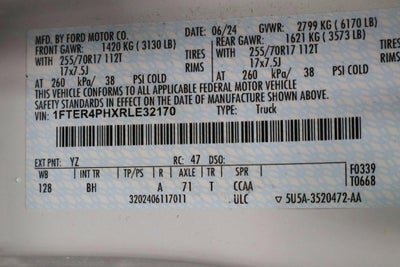 MFD. BY FORD MOTOR CO.
DATE: 06/24 GVWR: 2799 KG ( 6170 LB)
FRONT GAWR: 1420 KG ( 3130 LB) REAR GAWR: 1621 KG ( 3573 LB)
255/70R17 112T TIRES 255/70R17 112T TIRES
17x7.5J RIMS 17x7.5J RIMS
AT 260 kPa/ 38 PSI COLD AT 260 kPa/ 38 PSI COLD
THIS VEHICLE CONFORMS TO ALL APPLICABLE FEDERAL MOTOR VEHICLE
SAFETY STANDARDS IN EFFECT ON THE DATE OF MANUFACTURE SHOWN ABOVE.
VIN: 1FTER4PHXRLE32170 TYPE: Truck
EXT PNT: YZ RC: 47 DSO: F0339
WB INT TR TP/PS R AXLE TR SPR T0668
128 BH A 71 T CCAA
3202406117011 ULC 5U5A-3520472-AA